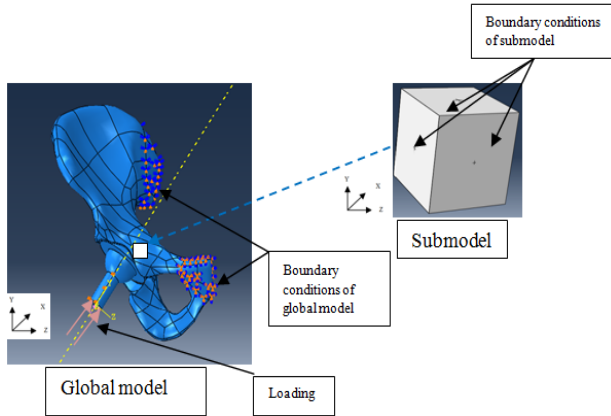 Boundary conditions
of submodel
Y
X
Z
Submodel
Boundary
conditions of
global model
Y
X
Z
Z
Global model
Loading